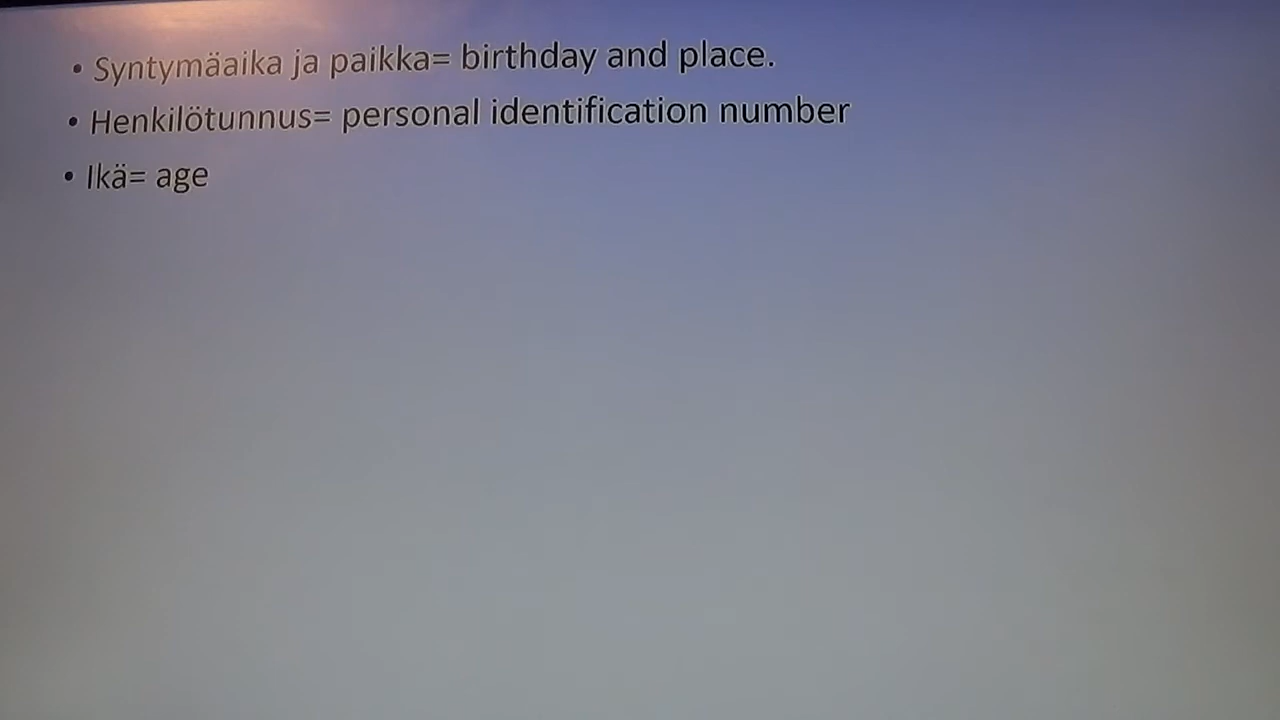 • Syntymäaika ja paikka= birthday and place.
• Henkilötunnus= personal identification number
• Ikä= age